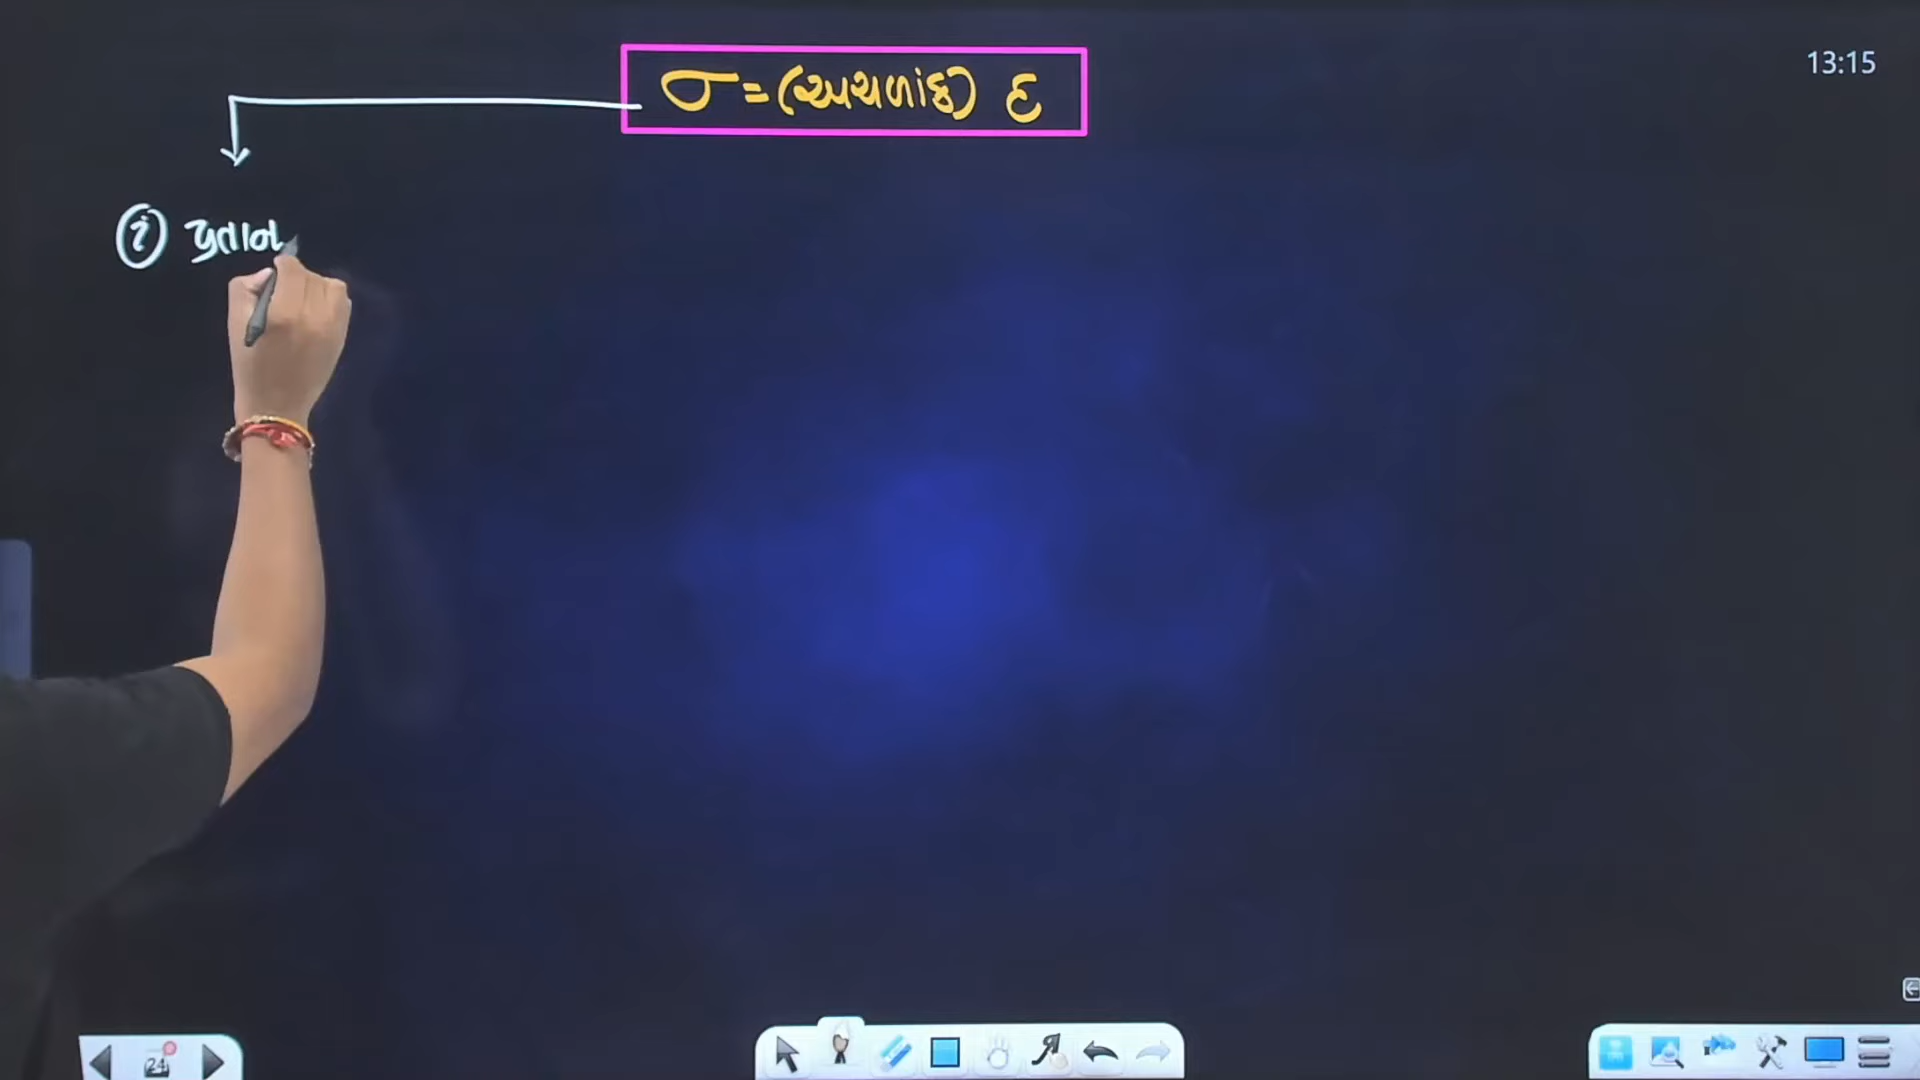 13:15
σ = (અચળાંક) ε
(i) પ્રતાન
24